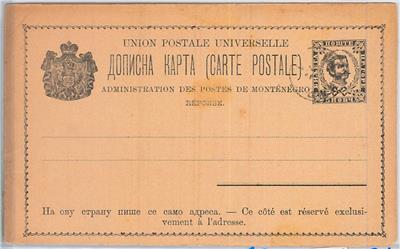 UNION POSTALE UNIVERSELLE
ДОПИСНА КАРТА (CARTE POSTALE)
ADMINISTRATION DES POSTES DE MONTÉNÉGRO
RÉPONSE.
На ову страну пише се само адреса. — Ce côté est réservé exclusi-
vement à l'adresse.